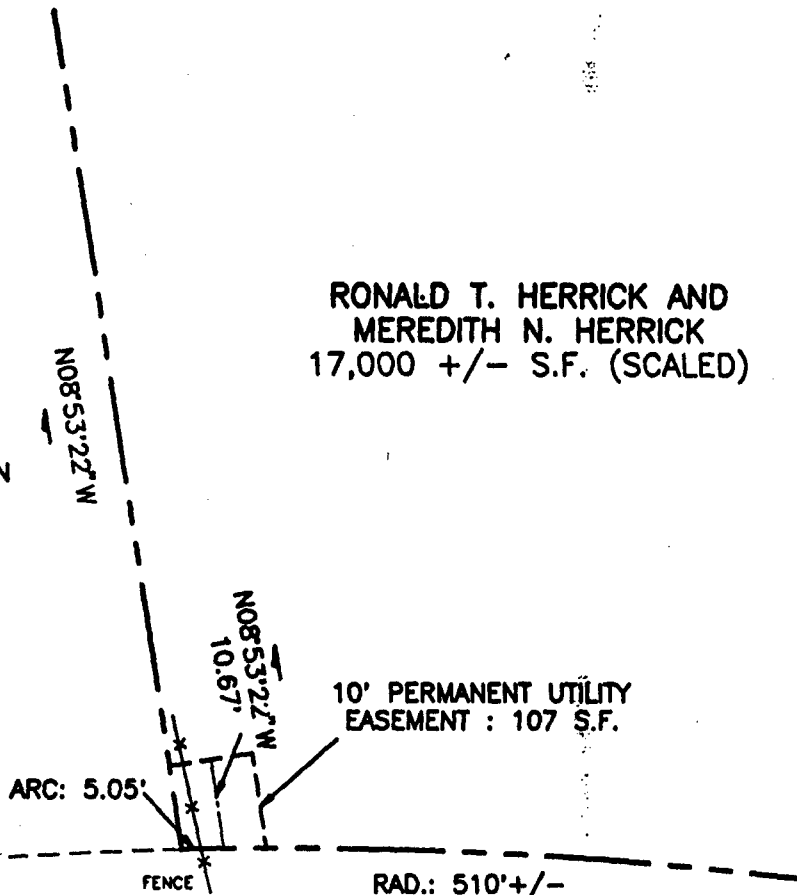 RONALD T. HERRICK AND
MEREDITH N. HERRICK
17,000 +/- S.F. (SCALED)
N08°53'22"W
N08°53'22"W
10.67'
10' PERMANENT UTILITY
EASEMENT : 107 S.F.
ARC: 5.05'
FENCE
RAD.: 510'+/-